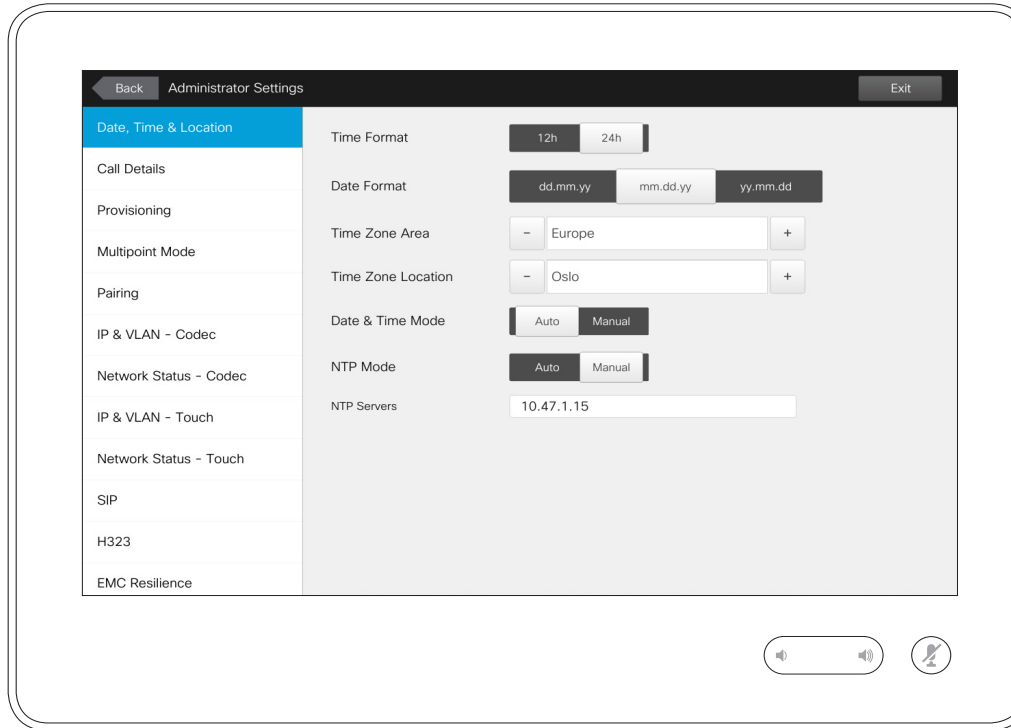 Back Administrator Settings Exit
Date, Time & Location
Call Details
Provisioning
Multipoint Mode
Pairing
IP & VLAN - Codec
Network Status - Codec
IP & VLAN - Touch
Network Status - Touch
SIP
H323
EMC Resilience
Time Format 12h 24h
Date Format dd.mm.yy mm.dd.yy yy.mm.dd
Time Zone Area - Europe +
Time Zone Location - Oslo +
Date & Time Mode Auto Manual
NTP Mode Auto Manual
NTP Servers 10.47.1.15